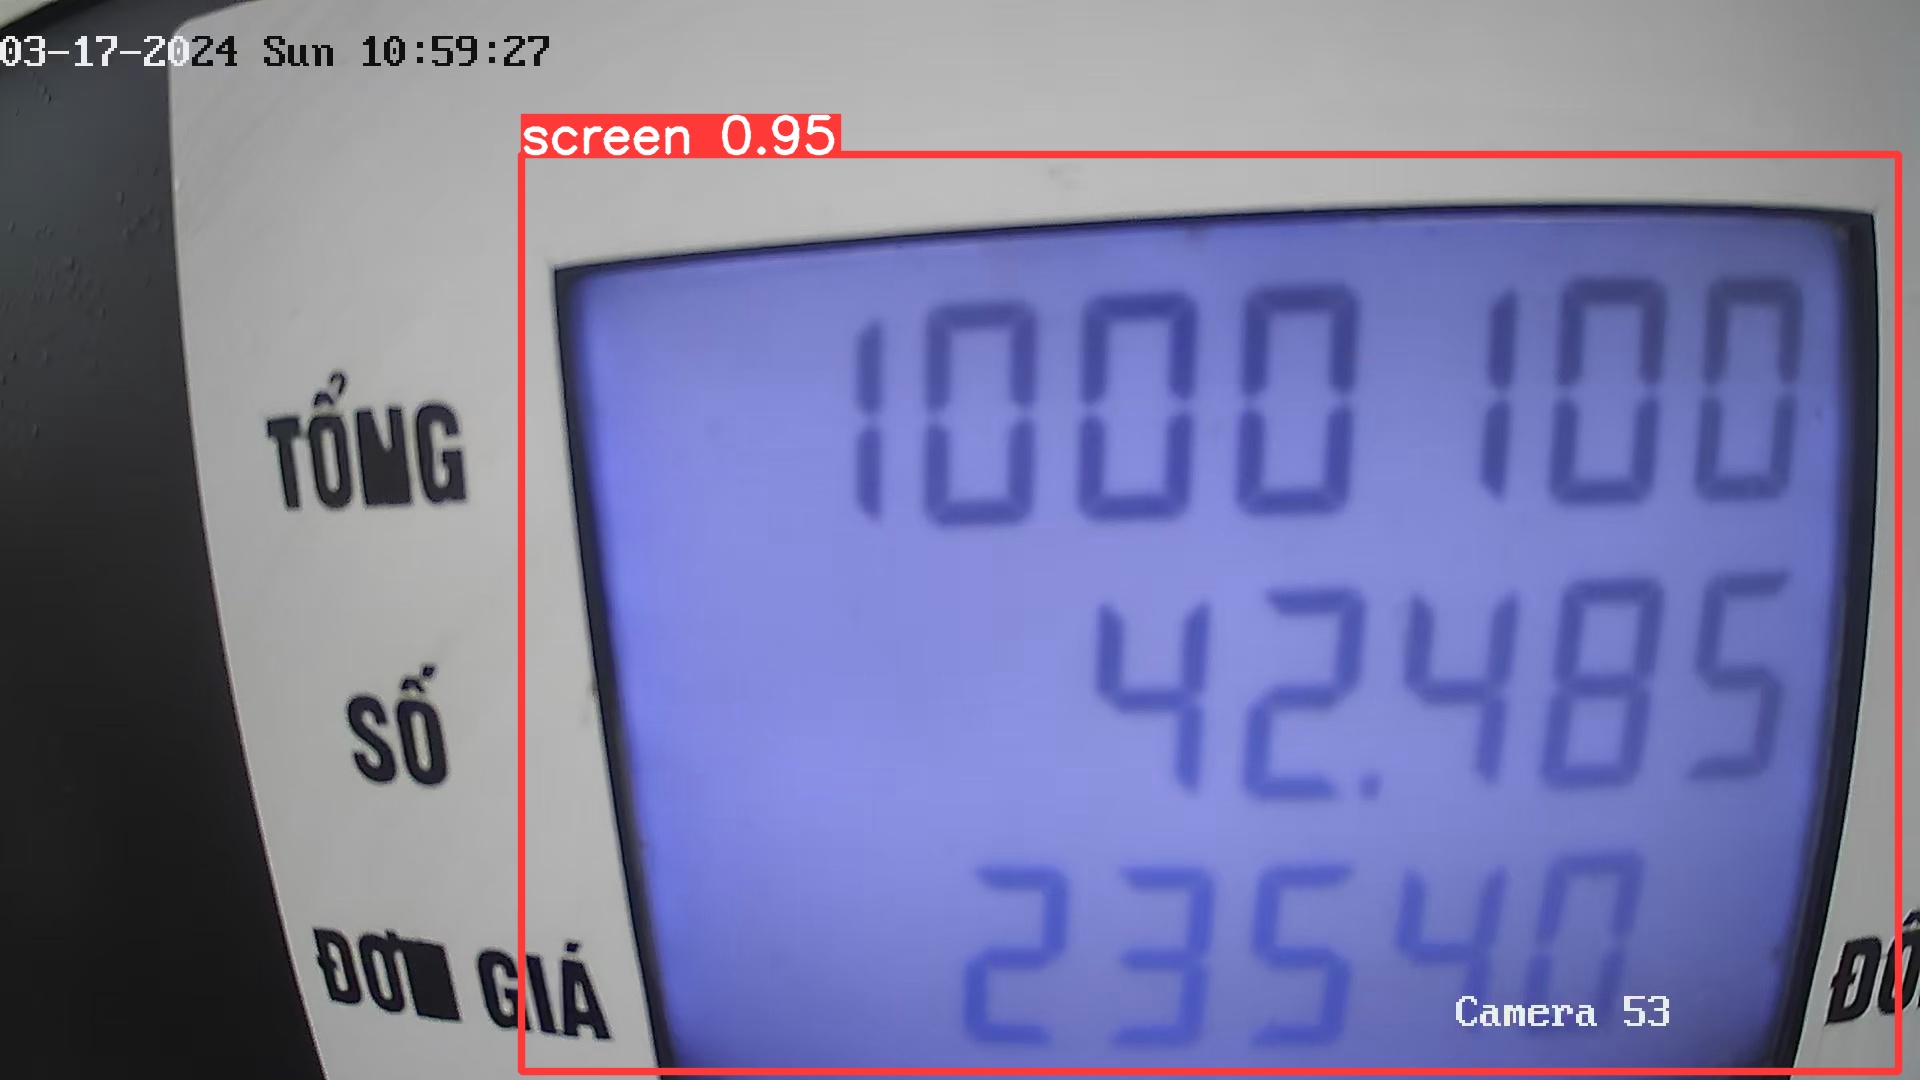 03-17-2024 Sun 10:59:27
screen 0.95
TỔNG 1000 100
SỐ 42.485
ĐƠN GIÁ 23540
Camera 53